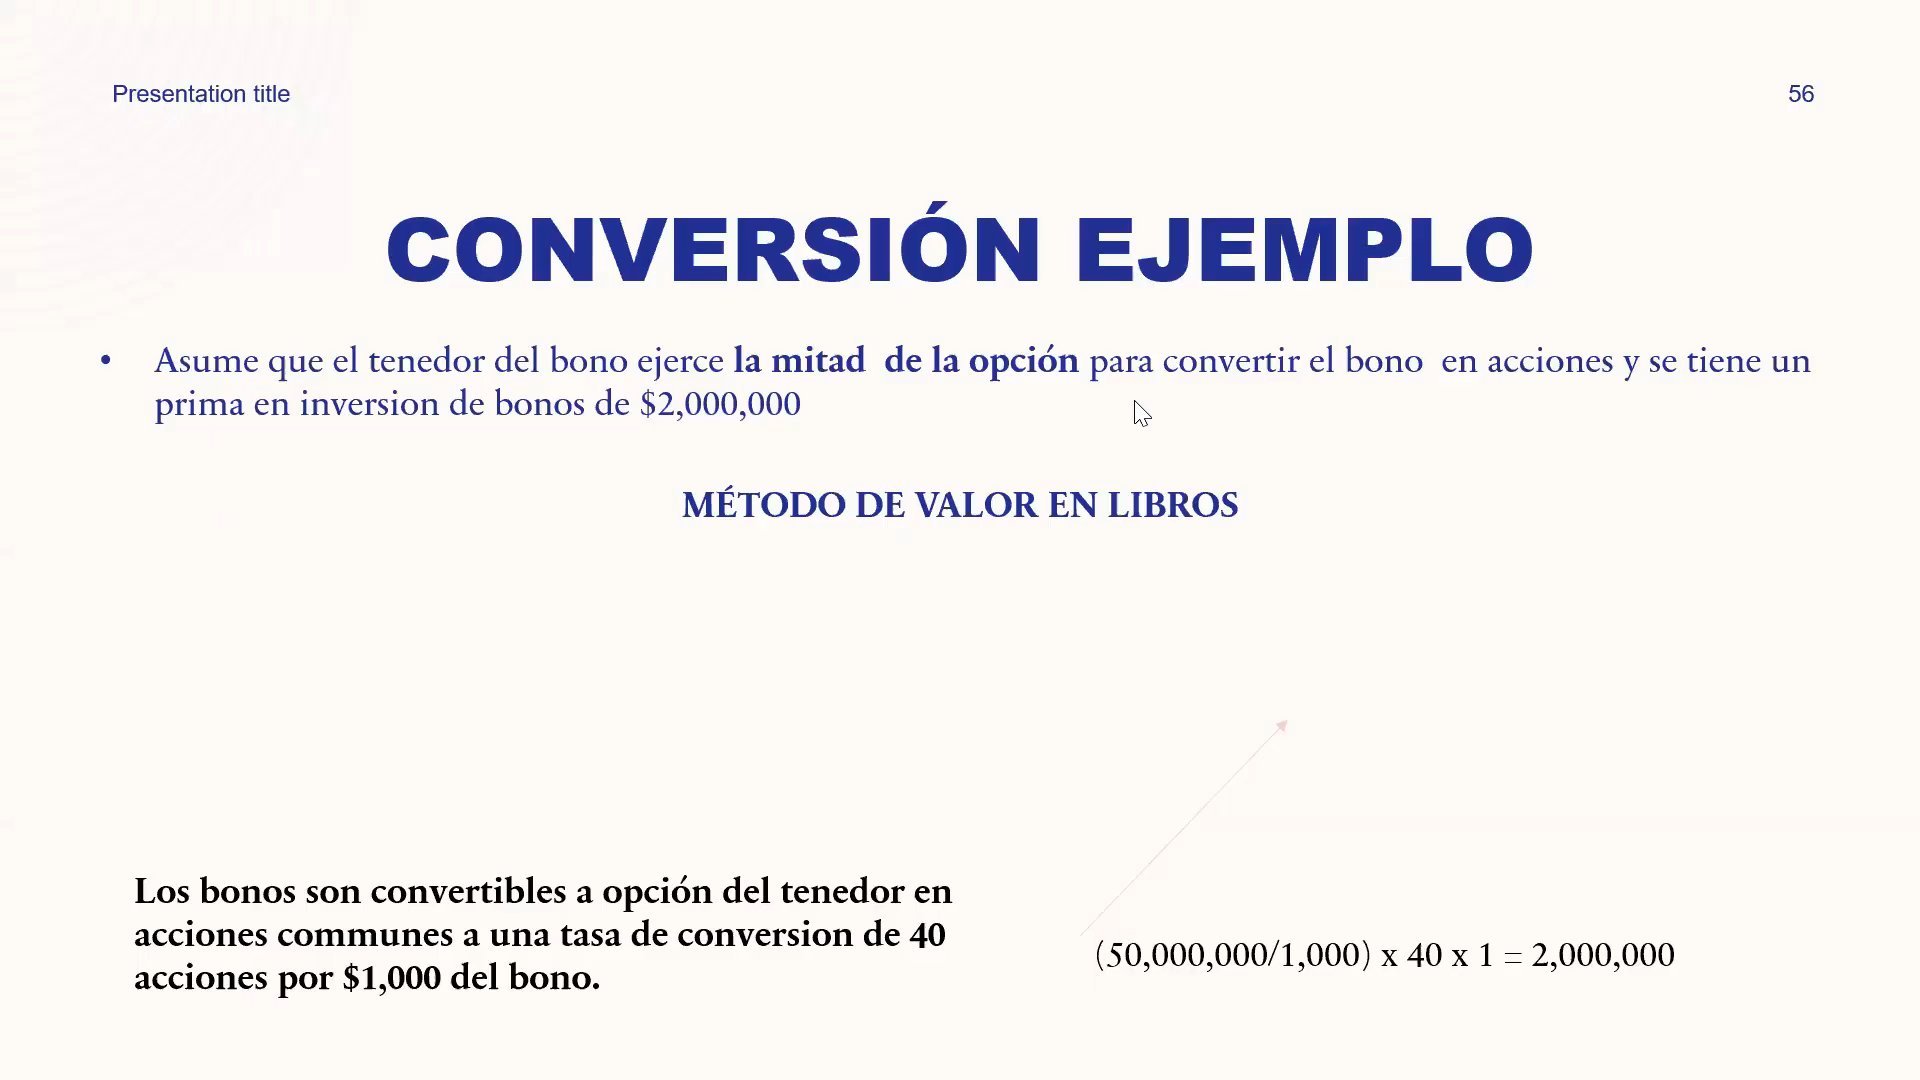 Presentation title
56
CONVERSIÓN EJEMPLO
• Asume que el tenedor del bono ejerce la mitad de la opción para convertir el bono en acciones y se tiene un
prima en inversion de bonos de $2,000,000
MÉTODO DE VALOR EN LIBROS
Los bonos son convertibles a opción del tenedor en
acciones communes a una tasa de conversion de 40
acciones por $1,000 del bono.
(50,000,000/1,000) x 40 x 1 = 2,000,000